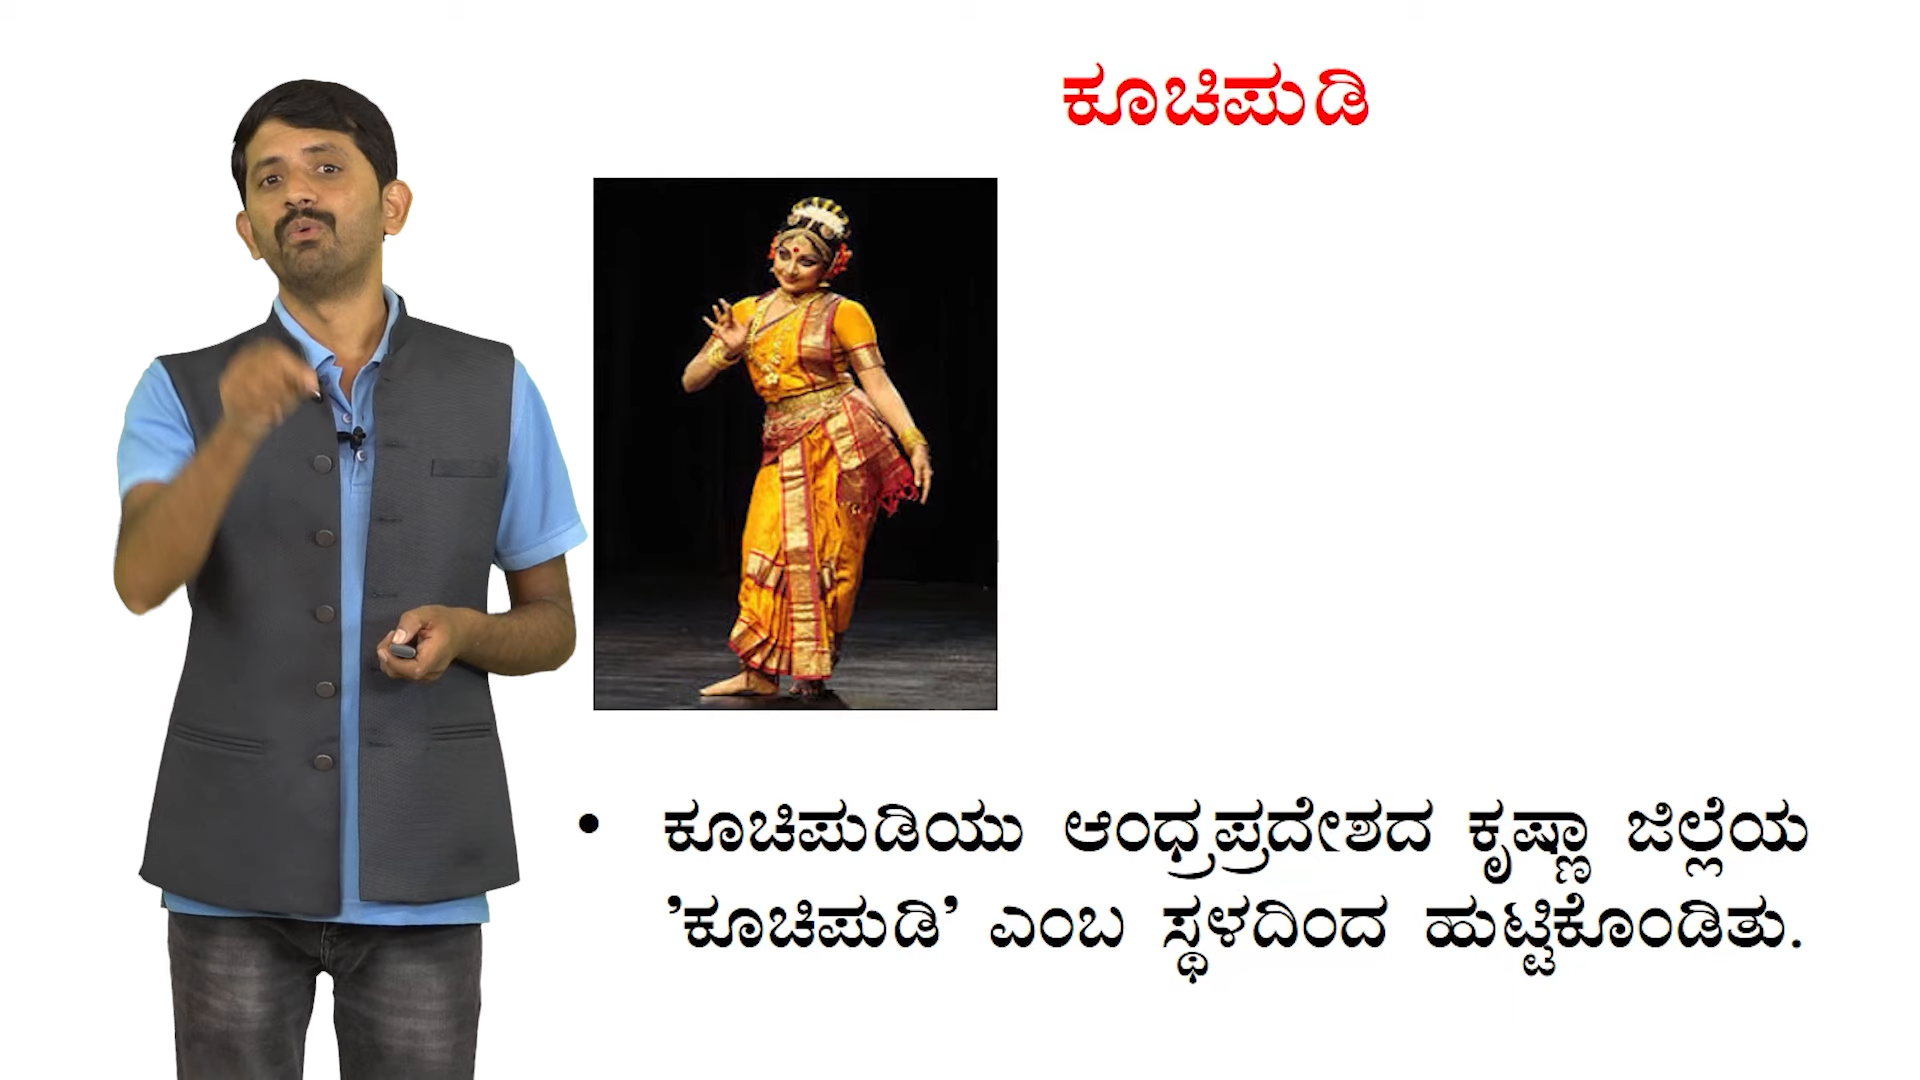 ಕೂಚಿಪುಡಿ
• ಕೂಚಿಪುಡಿಯು ಆಂಧ್ರಪ್ರದೇಶದ ಕೃಷ್ಣಾ ಜಿಲ್ಲೆಯ
'ಕೂಚಿಪುಡಿ' ಎಂಬ ಸ್ಥಳದಿಂದ ಹುಟ್ಟಿಕೊಂಡಿತು.